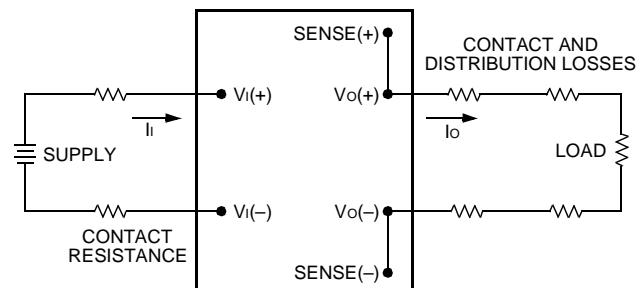 SENSE(+)
CONTACT AND
DISTRIBUTION LOSSES
VI(+)
VO(+)
II
IO
SUPPLY
LOAD
VI(–)
VO(–)
CONTACT
RESISTANCE
SENSE(–)